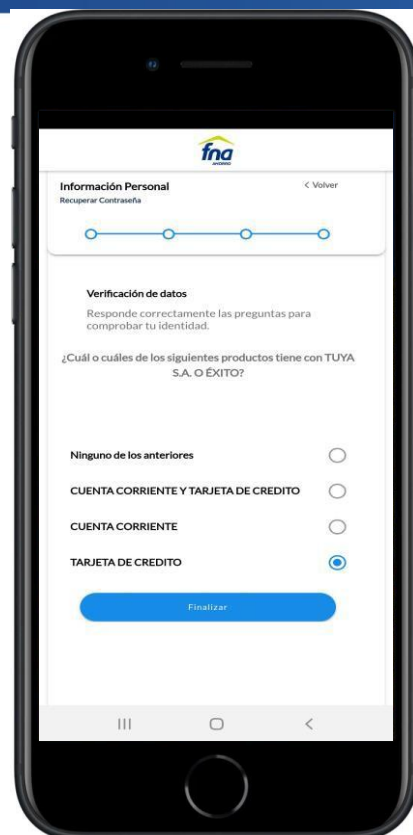 fna
AHORRO
Información Personal
< Volver
Recuperar Contraseña
Verificación de datos
Responde correctamente las preguntas para
comprobar tu identidad.
¿Cuál o cuáles de los siguientes productos tiene con TUYA
S.A. O ÉXITO?
Ninguno de los anteriores
CUENTA CORRIENTE Y TARJETA DE CREDITO
CUENTA CORRIENTE
TARJETA DE CREDITO
Finalizar